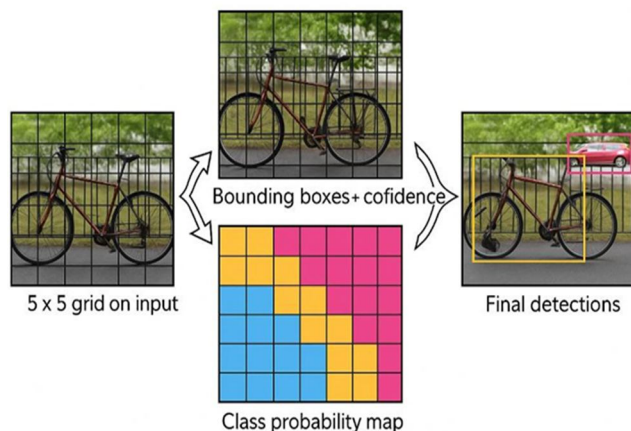 5 x 5 grid on input
Bounding boxes + cofidence
Class probability map
Final detections